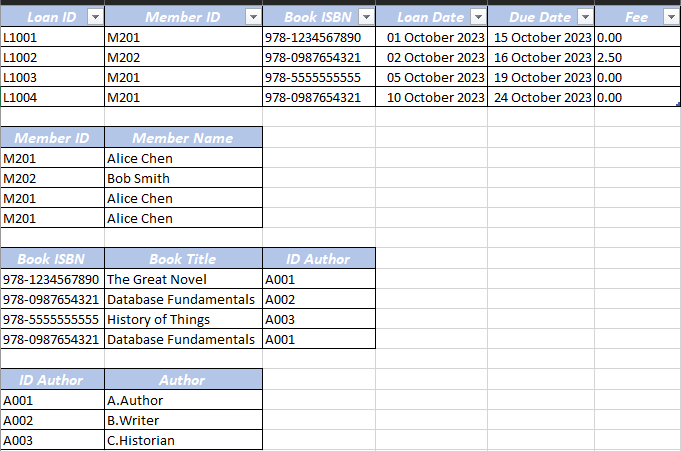 Loan ID Member ID Book ISBN Loan Date Due Date Fee
L1001 M201 978-1234567890 01 October 2023 15 October 2023 0.00
L1002 M202 978-0987654321 02 October 2023 16 October 2023 2.50
L1003 M201 978-5555555555 05 October 2023 19 October 2023 0.00
L1004 M201 978-0987654321 10 October 2023 24 October 2023 0.00
Member ID Member Name
M201 Alice Chen
M202 Bob Smith
M201 Alice Chen
M201 Alice Chen
Book ISBN Book Title ID Author
978-1234567890 The Great Novel A001
978-0987654321 Database Fundamentals A002
978-5555555555 History of Things A003
978-0987654321 Database Fundamentals A001
ID Author Author
A001 A.Author
A002 B.Writer
A003 C.Historian